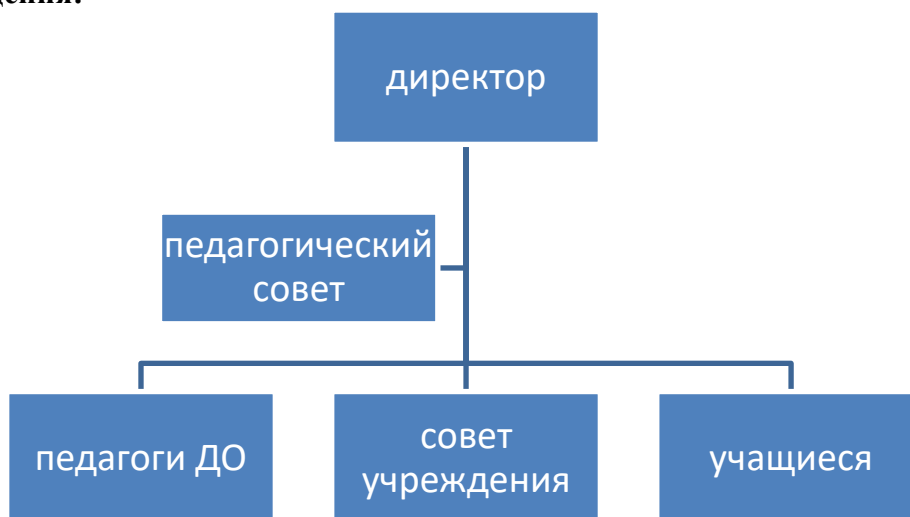 директор
педагогический
совет
педагоги ДО
совет
учреждения
учащиеся